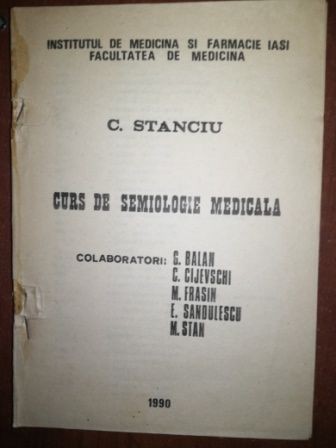 INSTITUTUL DE MEDICINA SI FARMACIE IASI
FACULTATEA DE MEDICINA
C. STANCIU
CURS DE SEMIOLOGIE MEDICALA
COLABORATORI: G. BALAN
C. CIJEVSCHI
M. FRASIN
E. SANDULESCU
M. STAN
1990